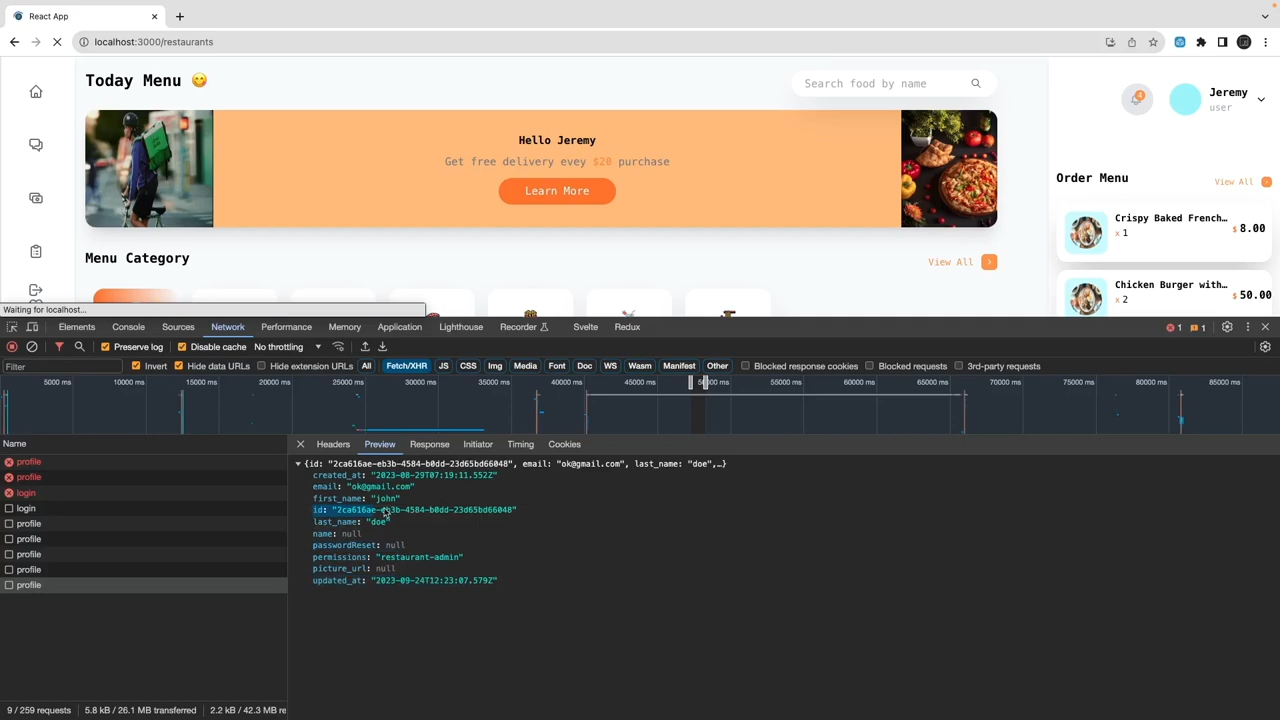 React App
localhost:3000/restaurants
Today Menu 😋
Search food by name
4
Jeremy
user
Hello Jeremy
Get free delivery evey $20 purchase
Learn More
Order Menu
View All
Crispy Baked French…
x 1
$ 8.00
Menu Category
View All
Chicken Burger with…
x 2
$ 50.00
Waiting for localhost...
Elements Console Sources Network Performance Memory Application Lighthouse Recorder Svelte Redux
1 1
Preserve log Disable cache No throttling
Filter Invert Hide data URLs Hide extension URLs All Fetch/XHR JS CSS Img Media Font Doc WS Wasm Manifest Other Blocked response cookies Blocked requests 3rd-party requests
5000 ms 10000 ms 15000 ms 20000 ms 25000 ms 30000 ms 35000 ms 40000 ms 45000 ms 50000 ms 55000 ms 60000 ms 65000 ms 70000 ms 75000 ms 80000 ms 85000 ms
Name
Headers Preview Response Initiator Timing Cookies
profile
profile
login
login
profile
profile
profile
profile
profile
{id: "2ca616ae-eb3b-4584-b0dd-23d65bd66048", email: "ok@gmail.com", last_name: "doe",…}
created_at: "2023-08-29T07:19:11.552Z"
email: "ok@gmail.com"
first_name: "john"
id: "2ca616ae-eb3b-4584-b0dd-23d65bd66048"
last_name: "doe"
name: null
passwordReset: null
permissions: "restaurant-admin"
picture_url: null
updated_at: "2023-09-24T12:23:07.579Z"
9 / 259 requests 5.8 kB / 26.1 MB transferred 2.2 kB / 42.3 MB re